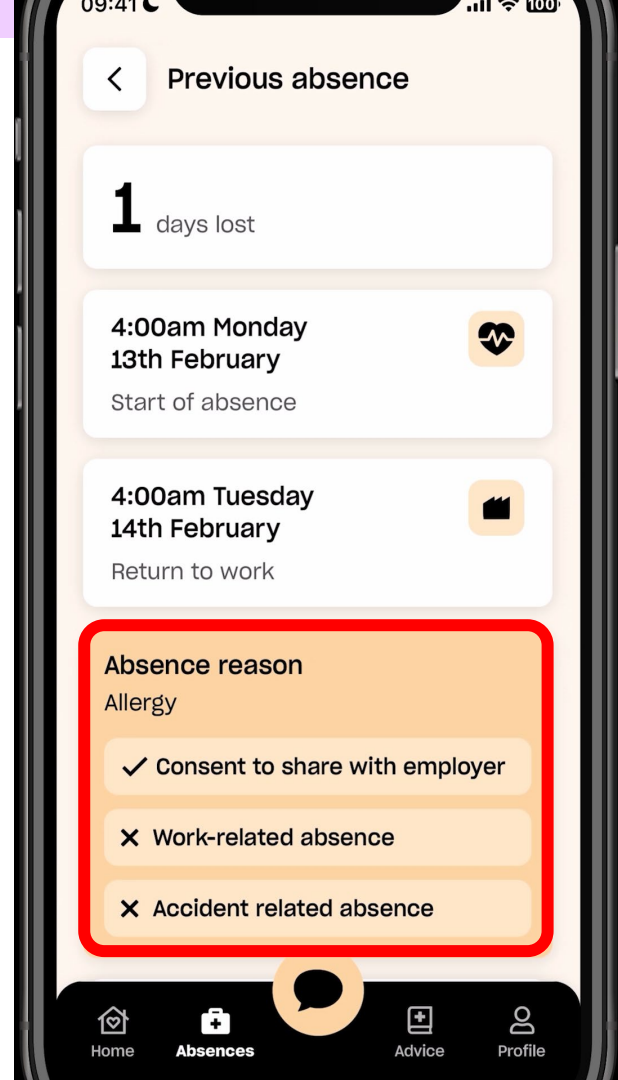 09:41
100
Previous absence
1 days lost
4:00am Monday
13th February
Start of absence
4:00am Tuesday
14th February
Return to work
Absence reason
Allergy
Consent to share with employer
Work-related absence
Accident related absence
Home Absences Advice Profile